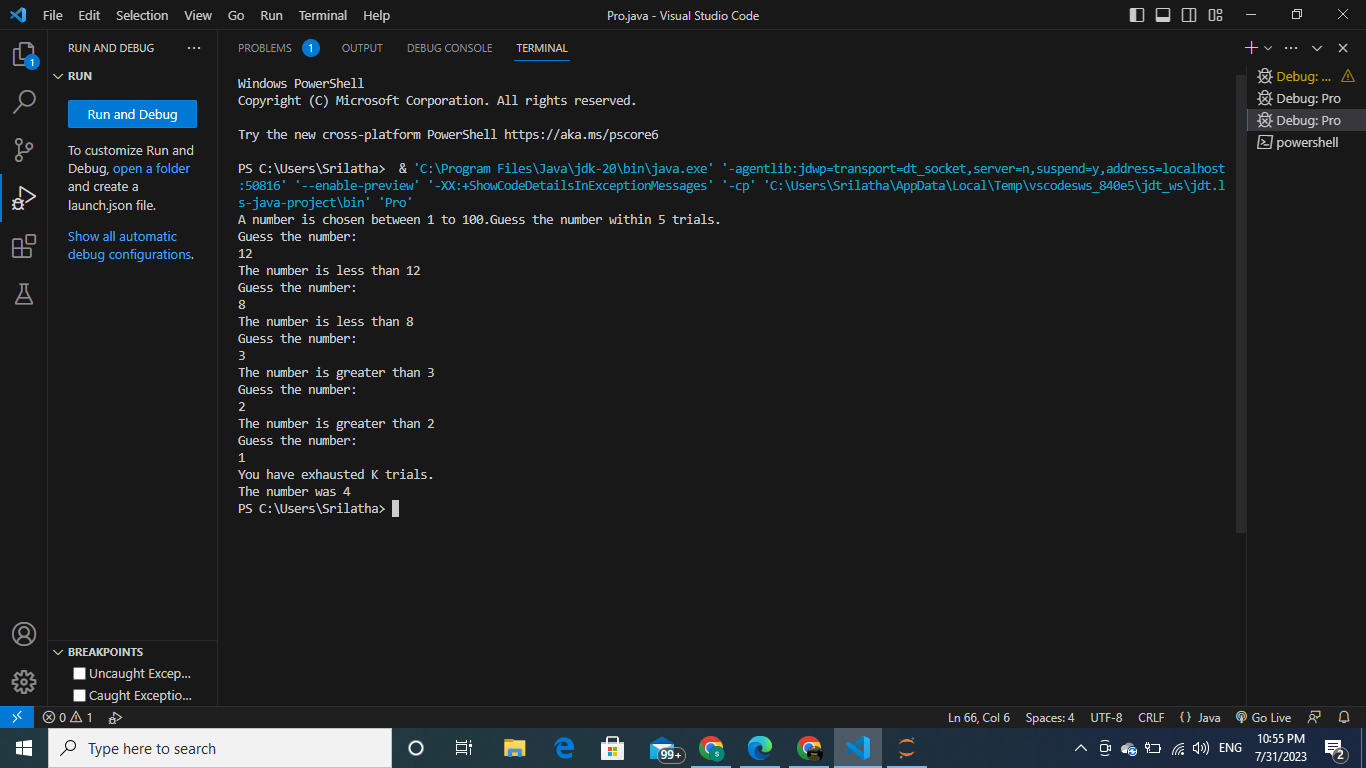 File Edit Selection View Go Run Terminal Help Pro.java - Visual Studio Code
RUN AND DEBUG ···
RUN
Run and Debug
To customize Run and
Debug, open a folder
and create a
launch.json file.
Show all automatic
debug configurations.
1
BREAKPOINTS
Uncaught Excep...
Caught Exceptio...
PROBLEMS 1 OUTPUT DEBUG CONSOLE TERMINAL
Windows PowerShell
Copyright (C) Microsoft Corporation. All rights reserved.
Try the new cross-platform PowerShell https://aka.ms/pscore6
PS C:\Users\Srilatha>  & 'C:\Program Files\Java\jdk-20\bin\java.exe' '-agentlib:jdwp=transport=dt_socket,server=n,suspend=y,address=localhost
:50816' '--enable-preview' '-XX:+ShowCodeDetailsInExceptionMessages' '-cp' 'C:\Users\Srilatha\AppData\Local\Temp\vscodesws_840e5\jdt_ws\jdt.l
s-java-project\bin' 'Pro'
A number is chosen between 1 to 100.Guess the number within 5 trials.
Guess the number:
12
The number is less than 12
Guess the number:
8
The number is less than 8
Guess the number:
3
The number is greater than 3
Guess the number:
2
The number is greater than 2
Guess the number:
1
You have exhausted K trials.
The number was 4
PS C:\Users\Srilatha>
Debug: ...
Debug: Pro
Debug: Pro
powershell
0 1 Ln 66, Col 6 Spaces: 4 UTF-8 CRLF {} Java Go Live
Type here to search 99+ S ENG 10:55 PM
7/31/2023 2